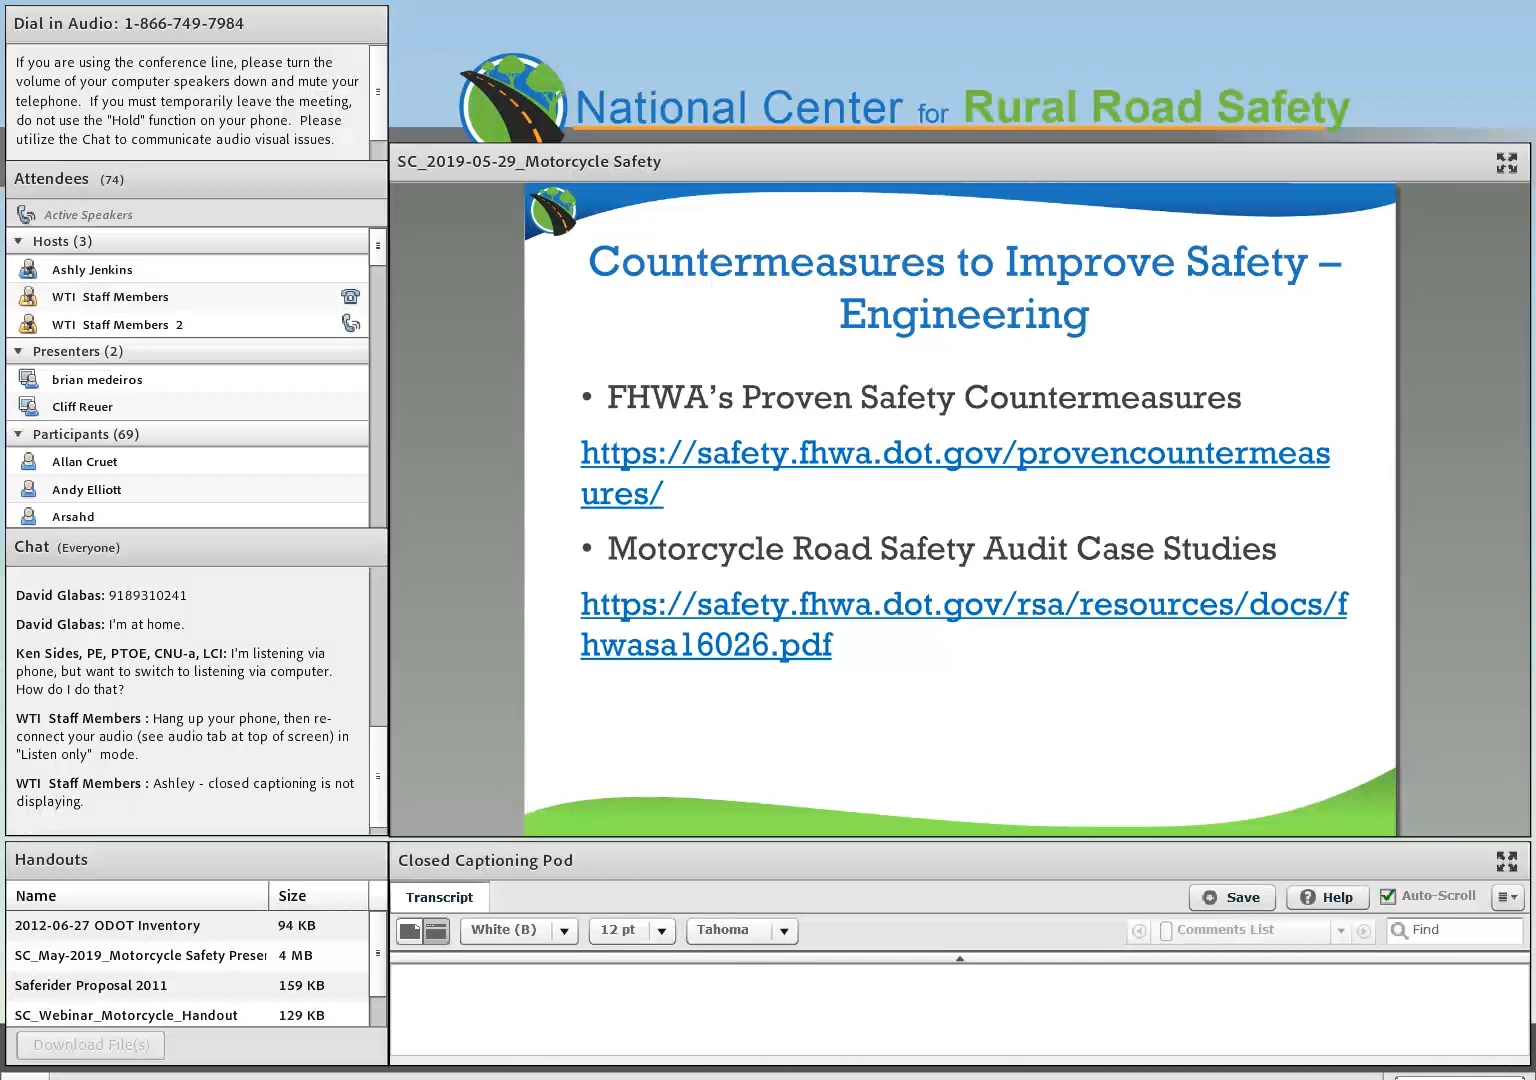 Dial in Audio: 1-866-749-7984
If you are using the conference line, please turn the
volume of your computer speakers down and mute your
telephone.  If you must temporarily leave the meeting,
do not use the "Hold" function on your phone.  Please
utilize the Chat to communicate audio visual issues.
Attendees (74)
Active Speakers
Hosts (3)
Ashly Jenkins
WTI Staff Members
WTI Staff Members 2
Presenters (2)
brian medeiros
Cliff Reuer
Participants (69)
Allan Cruet
Andy Elliott
Arsahd
Chat (Everyone)
David Glabas: 9189310241
David Glabas: I'm at home.
Ken Sides, PE, PTOE, CNU-a, LCI: I'm listening via
phone, but want to switch to listening via computer.
How do I do that?
WTI Staff Members : Hang up your phone, then re-
connect your audio (see audio tab at top of screen) in
"Listen only" mode.
WTI Staff Members : Ashley - closed captioning is not
displaying.
Handouts
Name Size
2012-06-27 ODOT Inventory 94 KB
SC_May-2019_Motorcycle Safety Preser 4 MB
Saferider Proposal 2011 159 KB
SC_Webinar_Motorcycle_Handout 129 KB
Download File(s)
National Center for Rural Road Safety
SC_2019-05-29_Motorcycle Safety
Countermeasures to Improve Safety –
Engineering
• FHWA's Proven Safety Countermeasures
https://safety.fhwa.dot.gov/provencountermeas
ures/
• Motorcycle Road Safety Audit Case Studies
https://safety.fhwa.dot.gov/rsa/resources/docs/f
hwasa16026.pdf
Closed Captioning Pod
Transcript Save Help Auto-Scroll
White (B) 12 pt Tahoma Comments List Find